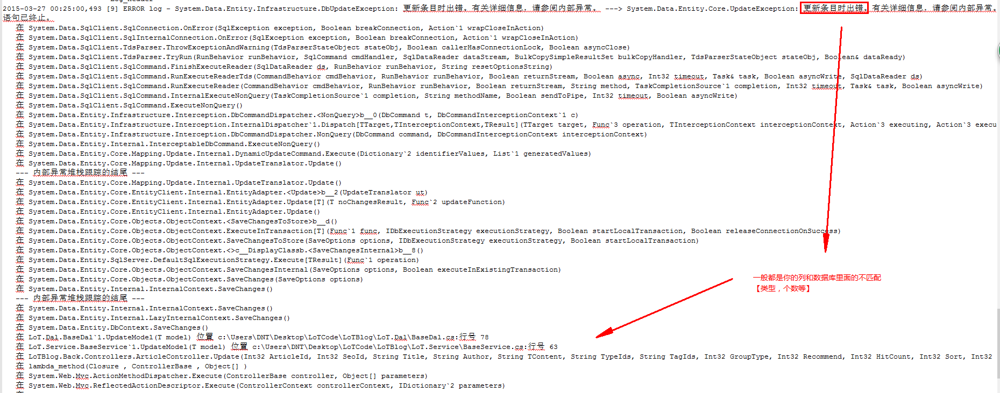 2015-03-27 00:25:00,493 [9] ERROR log - System.Data.Entity.Infrastructure.DbUpdateException: 更新条目时出错。有关详细信息，请参阅内部异常。 ---> System.Data.Entity.Core.UpdateException: 更新条目时出错。有关详细信息，请参阅内部异常。
语句已终止。
在 System.Data.SqlClient.SqlConnection.OnError(SqlException exception, Boolean breakConnection, Action`1 wrapCloseInAction)
在 System.Data.SqlClient.SqlInternalConnection.OnError(SqlException exception, Boolean breakConnection, Action`1 wrapCloseInAction)
在 System.Data.SqlClient.TdsParser.ThrowExceptionAndWarning(TdsParserStateObject stateObj, Boolean callerHasConnectionLock, Boolean asyncClose)
在 System.Data.SqlClient.TdsParser.TryRun(RunBehavior runBehavior, SqlCommand cmdHandler, SqlDataReader dataStream, BulkCopySimpleResultSet bulkCopyHandler, TdsParserStateObject stateObj, Boolean& dataReady)
在 System.Data.SqlClient.SqlCommand.FinishExecuteReader(SqlDataReader ds, RunBehavior runBehavior, String resetOptionsString)
在 System.Data.SqlClient.SqlCommand.RunExecuteReaderTds(CommandBehavior cmdBehavior, RunBehavior runBehavior, Boolean returnStream, Boolean async, Int32 timeout, Task& task, Boolean asyncWrite, SqlDataReader ds)
在 System.Data.SqlClient.SqlCommand.RunExecuteReader(CommandBehavior cmdBehavior, RunBehavior runBehavior, Boolean returnStream, String method, TaskCompletionSource`1 completion, Int32 timeout, Task& task, Boolean asyncWrite)
在 System.Data.SqlClient.SqlCommand.InternalExecuteNonQuery(TaskCompletionSource`1 completion, String methodName, Boolean sendToPipe, Int32 timeout, Boolean asyncWrite)
在 System.Data.SqlClient.SqlCommand.ExecuteNonQuery()
在 System.Data.Entity.Infrastructure.Interception.DbCommandDispatcher.<NonQuery>b__0(DbCommand t, DbCommandInterceptionContext`1 c)
在 System.Data.Entity.Infrastructure.Interception.InternalDispatcher`1.Dispatch[TTarget,TInterceptionContext,TResult](TTarget target, Func`3 operation, TInterceptionContext interceptionContext, Action`3 executing, Action`3 execu
在 System.Data.Entity.Infrastructure.Interception.DbCommandDispatcher.NonQuery(DbCommand command, DbCommandInterceptionContext interceptionContext)
在 System.Data.Entity.Internal.InterceptableDbCommand.ExecuteNonQuery()
在 System.Data.Entity.Core.Mapping.Update.Internal.DynamicUpdateCommand.Execute(Dictionary`2 identifierValues, List`1 generatedValues)
在 System.Data.Entity.Core.Mapping.Update.Internal.UpdateTranslator.Update()
--- 内部异常堆栈跟踪的结尾 ---
在 System.Data.Entity.Core.Mapping.Update.Internal.UpdateTranslator.Update()
在 System.Data.Entity.Core.EntityClient.Internal.EntityAdapter.<Update>b__2(UpdateTranslator ut)
在 System.Data.Entity.Core.EntityClient.Internal.EntityAdapter.Update[T](T noChangesResult, Func`2 updateFunction)
在 System.Data.Entity.Core.EntityClient.Internal.EntityAdapter.Update()
在 System.Data.Entity.Core.Objects.ObjectContext.<SaveChangesToStore>b__d()
在 System.Data.Entity.Core.Objects.ObjectContext.ExecuteInTransaction[T](Func`1 func, IDbExecutionStrategy executionStrategy, Boolean startLocalTransaction, Boolean releaseConnectionOnSuccess)
在 System.Data.Entity.Core.Objects.ObjectContext.SaveChangesToStore(SaveOptions options, IDbExecutionStrategy executionStrategy, Boolean startLocalTransaction)
在 System.Data.Entity.Core.Objects.ObjectContext.<>c__DisplayClassb.<SaveChangesInternal>b__8()
在 System.Data.Entity.SqlServer.DefaultSqlExecutionStrategy.Execute[TResult](Func`1 operation)
在 System.Data.Entity.Core.Objects.ObjectContext.SaveChangesInternal(SaveOptions options, Boolean executeInExistingTransaction)
在 System.Data.Entity.Core.Objects.ObjectContext.SaveChanges(SaveOptions options)
在 System.Data.Entity.Internal.InternalContext.SaveChanges()
一般都是你的列和数据库里面的不匹配
【类型，个数等】
--- 内部异常堆栈跟踪的结尾 ---
在 System.Data.Entity.Internal.InternalContext.SaveChanges()
在 System.Data.Entity.Internal.LazyInternalContext.SaveChanges()
在 System.Data.Entity.DbContext.SaveChanges()
在 LoT.Dal.BaseDal`1.UpdateModel(T model) 位置 c:\Users\DNT\Desktop\LoTCode\LoTBlog\LoT.Dal\BaseDal.cs:行号 78
在 LoT.Service.BaseService`1.UpdateModel(T model) 位置 c:\Users\DNT\Desktop\LoTCode\LoTBlog\LoT.Service\BaseService.cs:行号 63
在 LoTBlog.Back.Controllers.ArticleController.Update(Int32 ArticleId, Int32 SeoId, String Title, String Author, String TContent, String TypeIds, String TagIds, Int32 GroupType, Int32 Recommend, Int32 HitCount, Int32 Sort, Int32
在 lambda_method(Closure , ControllerBase , Object[] )
在 System.Web.Mvc.ActionMethodDispatcher.Execute(ControllerBase controller, Object[] parameters)
在 System.Web.Mvc.ReflectedActionDescriptor.Execute(ControllerContext controllerContext, IDictionary`2 parameters)